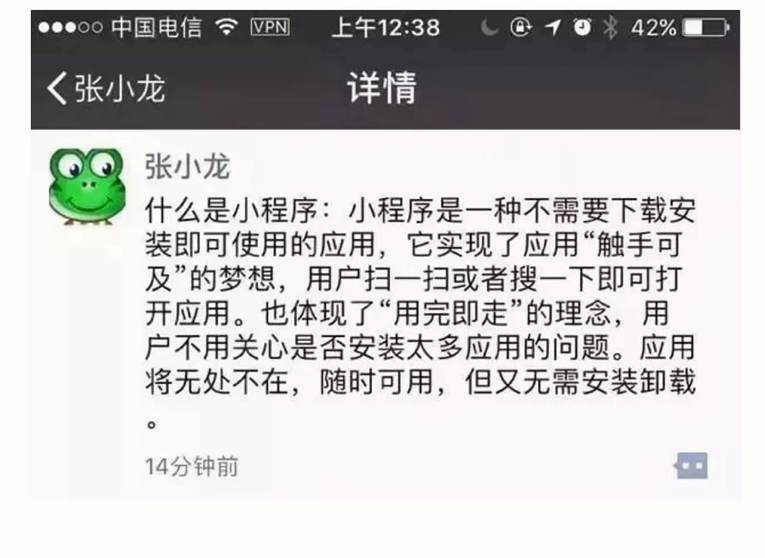 中国电信 VPN 上午12:38 42%
张小龙 详情
张小龙
什么是小程序：小程序是一种不需要下载安
装即可使用的应用，它实现了应用“触手可
及”的梦想，用户扫一扫或者搜一下即可打
开应用。也体现了“用完即走”的理念，用
户不用关心是否安装太多应用的问题。应用
将无处不在，随时可用，但又无需安装卸载
。
14分钟前